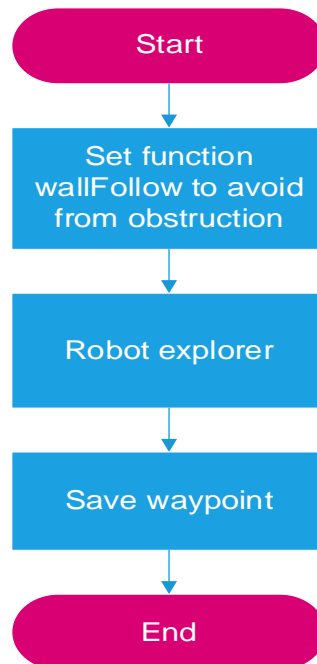 Start
Set function
wallFollow to avoid
from obstruction
Robot explorer
Save waypoint
End